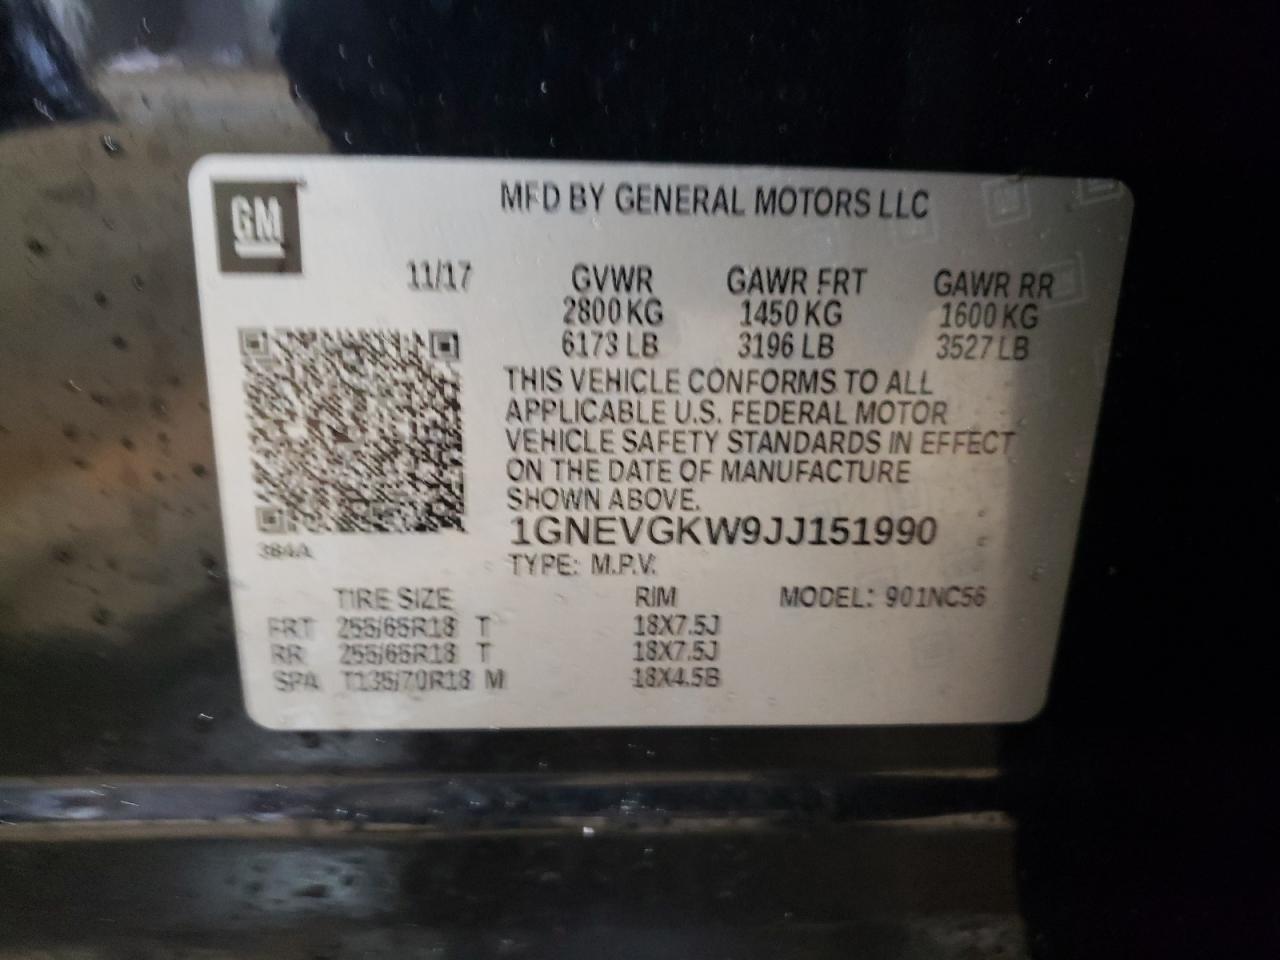 GM
MFD BY GENERAL MOTORS LLC
11/17 GVWR GAWR FRT GAWR RR
2800 KG 1450 KG 1600 KG
6173 LB 3196 LB 3527 LB
THIS VEHICLE CONFORMS TO ALL
APPLICABLE U.S. FEDERAL MOTOR
VEHICLE SAFETY STANDARDS IN EFFECT
ON THE DATE OF MANUFACTURE
SHOWN ABOVE.
1GNEVGKW9JJ151990
384A
TYPE: M.P.V.
TIRE SIZE RIM MODEL: 901NC56
FRT 255/65R18 T 18X7.5J
RR 255/65R18 T 18X7.5J
SPA T135/70R18 M 18X4.5B